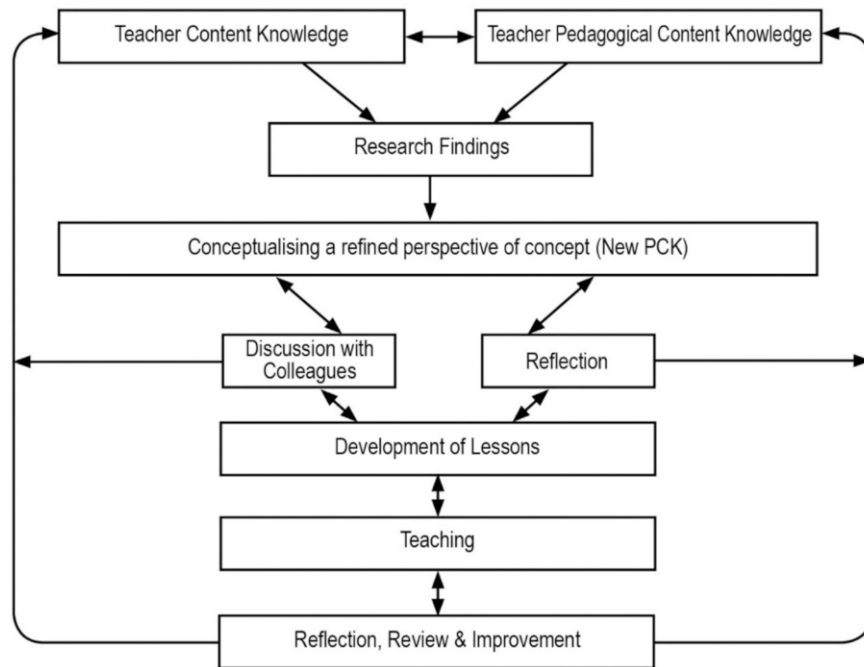 Teacher Content Knowledge
Teacher Pedagogical Content Knowledge
Research Findings
Conceptualising a refined perspective of concept (New PCK)
Discussion with
Colleagues
Reflection
Development of Lessons
Teaching
Reflection, Review & Improvement